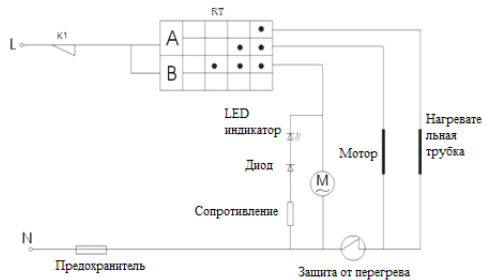 RT
K1
L
A
B
LED
индикатор
Диод
Сопротивление
M
Мотор
Нагревате
льная
трубка
N
Предохранитель
Защита от перегрева